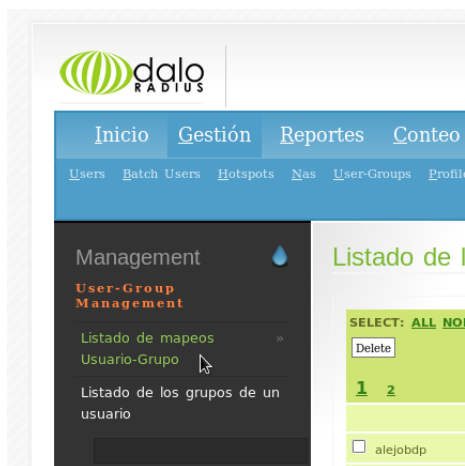 dalo
RADIUS
Inicio Gestión Reportes Conteo
Users Batch Users Hotspots Nas User-Groups
Management
User-Group
Management
Listado de mapeos »
Usuario-Grupo
Listado de los grupos de un
usuario
Listado de
SELECT: ALL
Delete
1 2
alejobdp